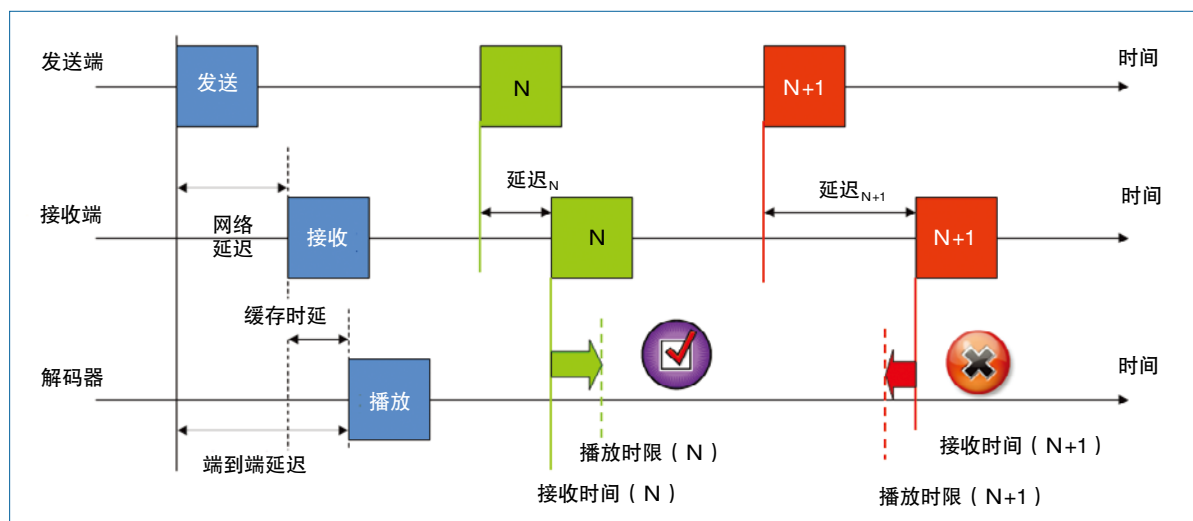 发送端
发送
N
N+1
时间
延迟N
延迟N+1
时间
接收端
网络
延迟
接收
N
N+1
缓存时延
解码器
播放
时间
端到端延迟
播放时限（N）
接收时间（N+1）
接收时间（N）
播放时限（N+1）